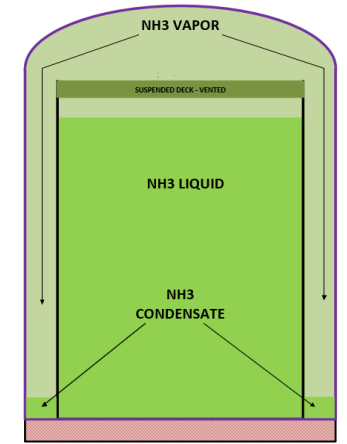 NH3 VAPOR
SUSPENDED DECK - VENTED
NH3 LIQUID
NH3
CONDENSATE